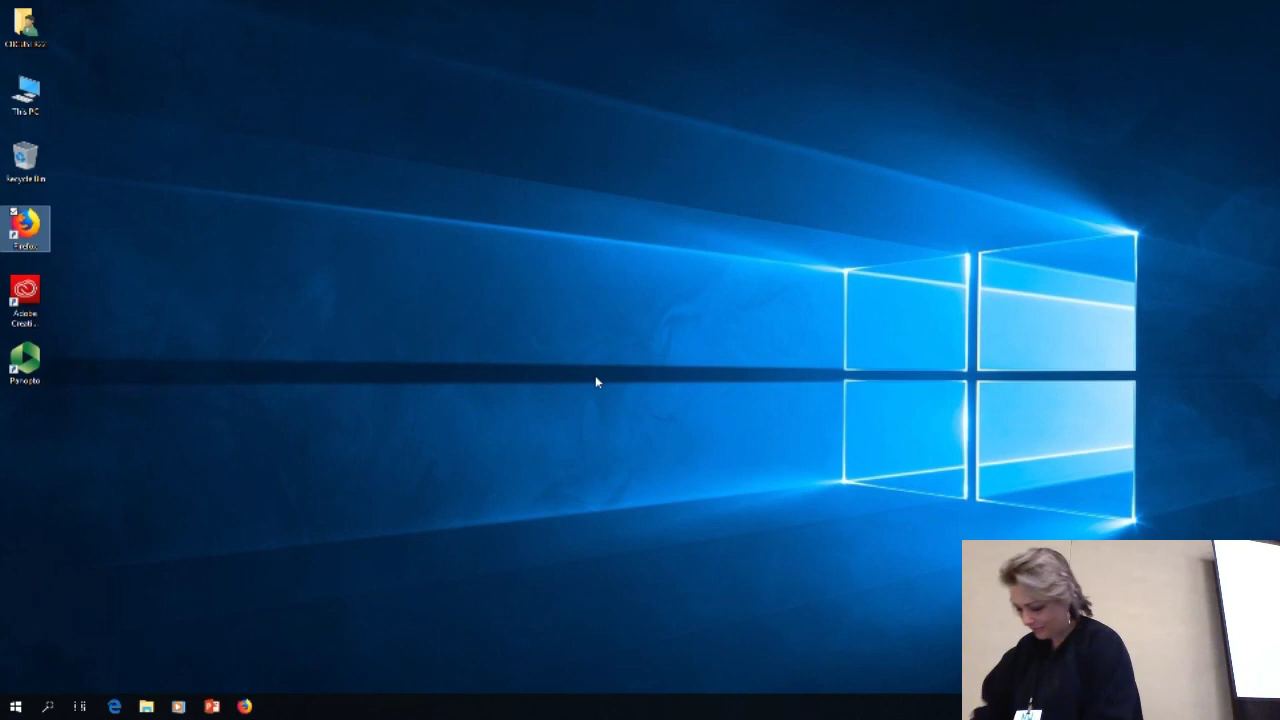 This PC
Recycle Bin
Firefox
Adobe
Creati...
Panopto